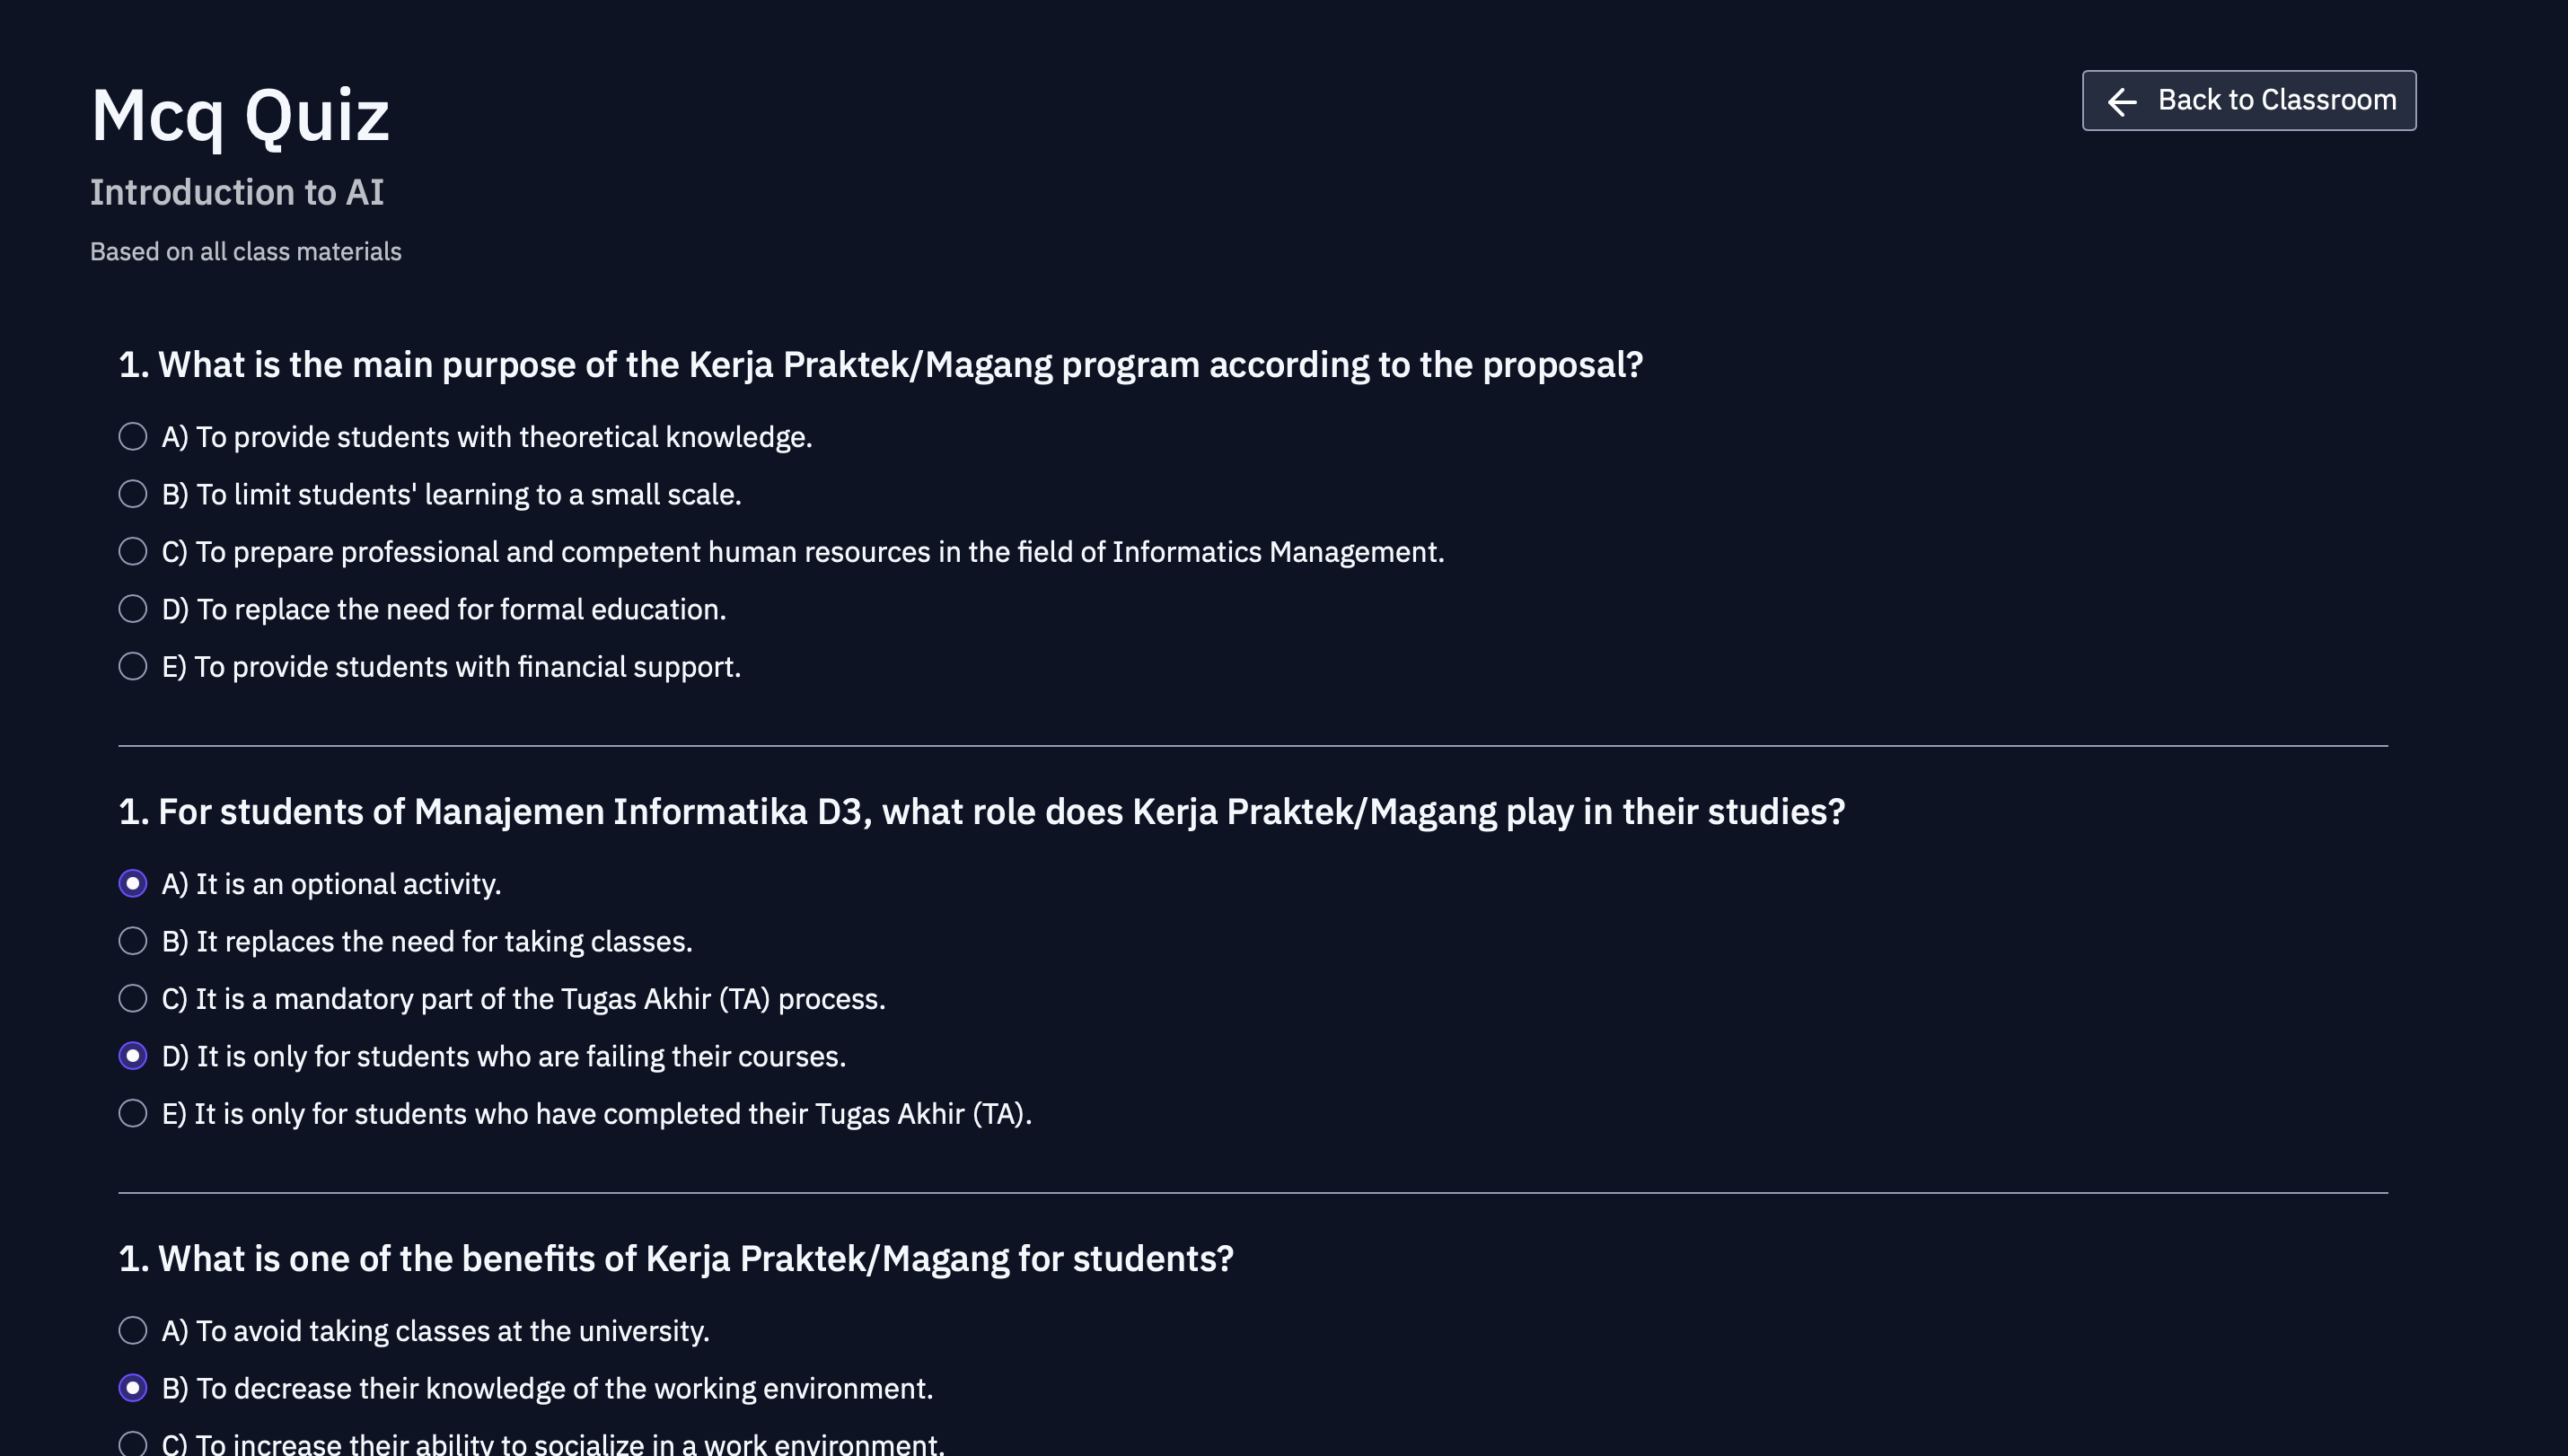 Mcq Quiz
Back to Classroom
Introduction to AI
Based on all class materials
1. What is the main purpose of the Kerja Praktek/Magang program according to the proposal?
A) To provide students with theoretical knowledge.
B) To limit students' learning to a small scale.
C) To prepare professional and competent human resources in the field of Informatics Management.
D) To replace the need for formal education.
E) To provide students with financial support.
1. For students of Manajemen Informatika D3, what role does Kerja Praktek/Magang play in their studies?
A) It is an optional activity.
B) It replaces the need for taking classes.
C) It is a mandatory part of the Tugas Akhir (TA) process.
D) It is only for students who are failing their courses.
E) It is only for students who have completed their Tugas Akhir (TA).
1. What is one of the benefits of Kerja Praktek/Magang for students?
A) To avoid taking classes at the university.
B) To decrease their knowledge of the working environment.
C) To increase their ability to socialize in a work environment.